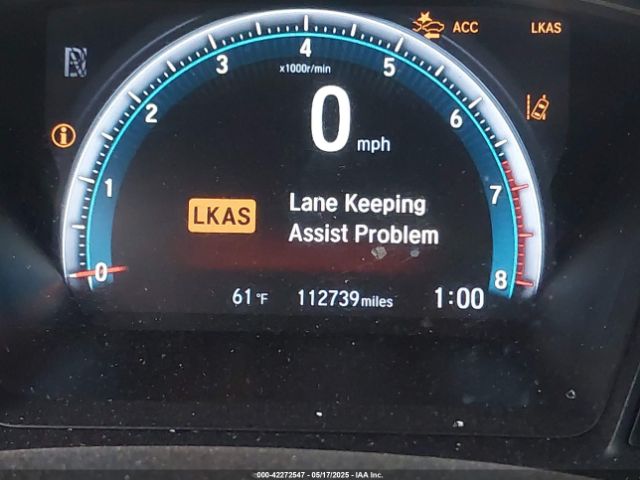 ACC LKAS
4
3 5
x1000r/min
2 6
0 mph
1 7
LKAS Lane Keeping
Assist Problem
0 8
61°F 112739 miles 1:00
000-42272547 - 05/17/2025 - IAA Inc.